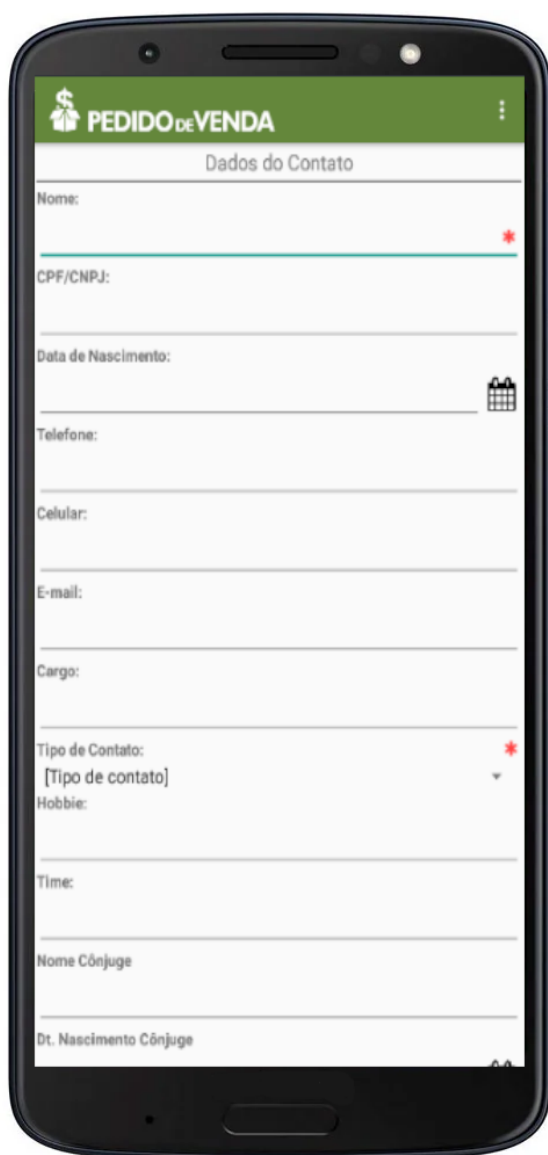 PEDIDO DE VENDA
Dados do Contato
Nome:
*
CPF/CNPJ:
Data de Nascimento:
Telefone:
Celular:
E-mail:
Cargo:
Tipo de Contato:
*
[Tipo de contato]
Hobbie:
Time:
Nome Cônjuge
Dt. Nascimento Cônjuge